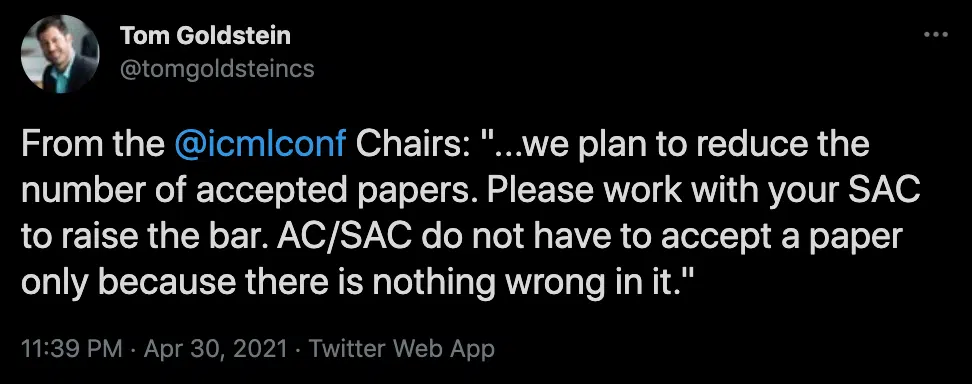 Tom Goldstein
@tomgoldsteincs
From the @icmlconf Chairs: "...we plan to reduce the
number of accepted papers. Please work with your SAC
to raise the bar. AC/SAC do not have to accept a paper
only because there is nothing wrong in it."
11:39 PM · Apr 30, 2021 · Twitter Web App